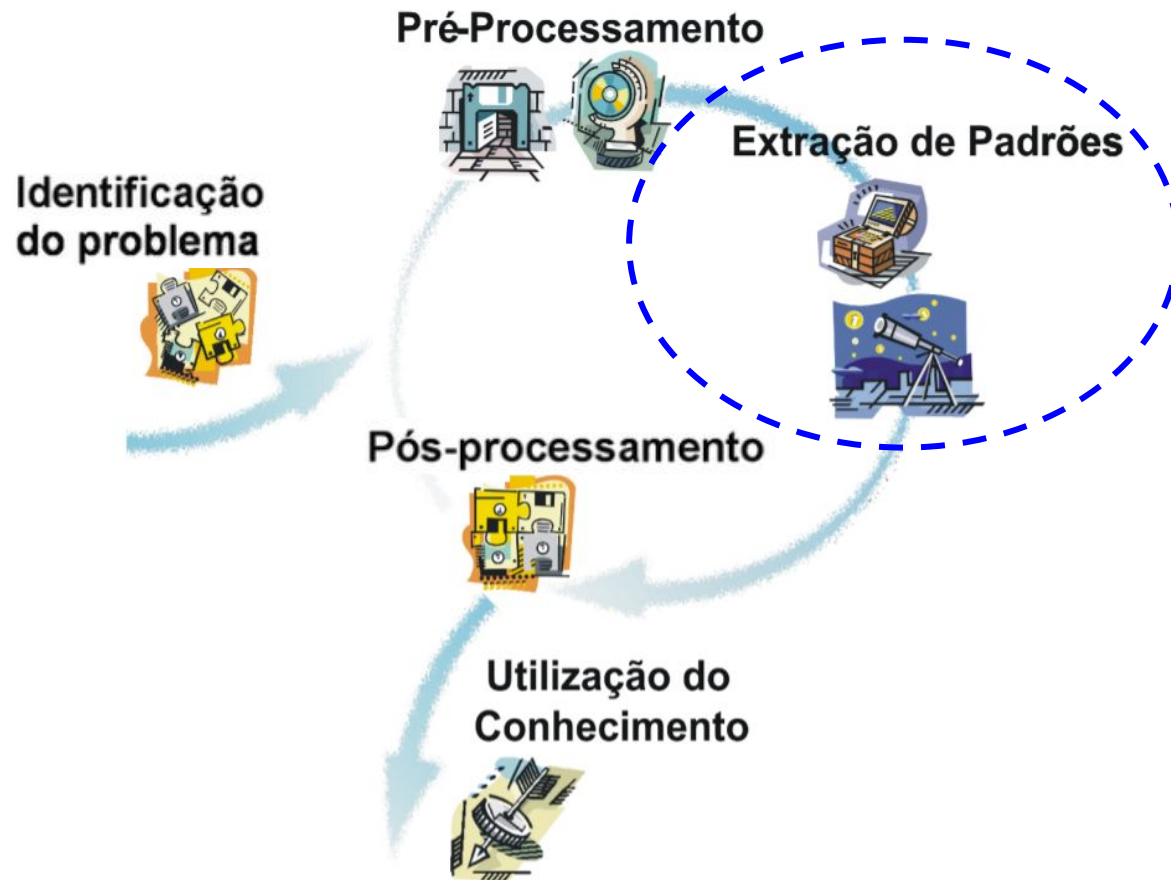 Pré-Processamento
Extração de Padrões
Identificação
do problema
Pós-processamento
Utilização do
Conhecimento